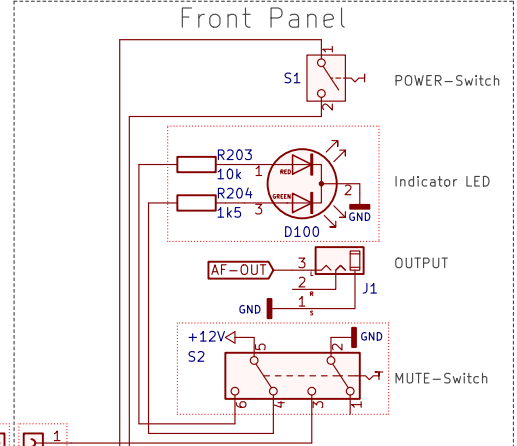 Front Panel
1
S1
POWER-Switch
2
R203
10k
1
RED
Indicator LED
R204
1k5
3
GREEN
2
GND
D100
OUTPUT
AF-OUT
3
L
2
R
J1
GND
1
S
+12V
5
2
GND
S2
MUTE-Switch
6
4
3
1
1